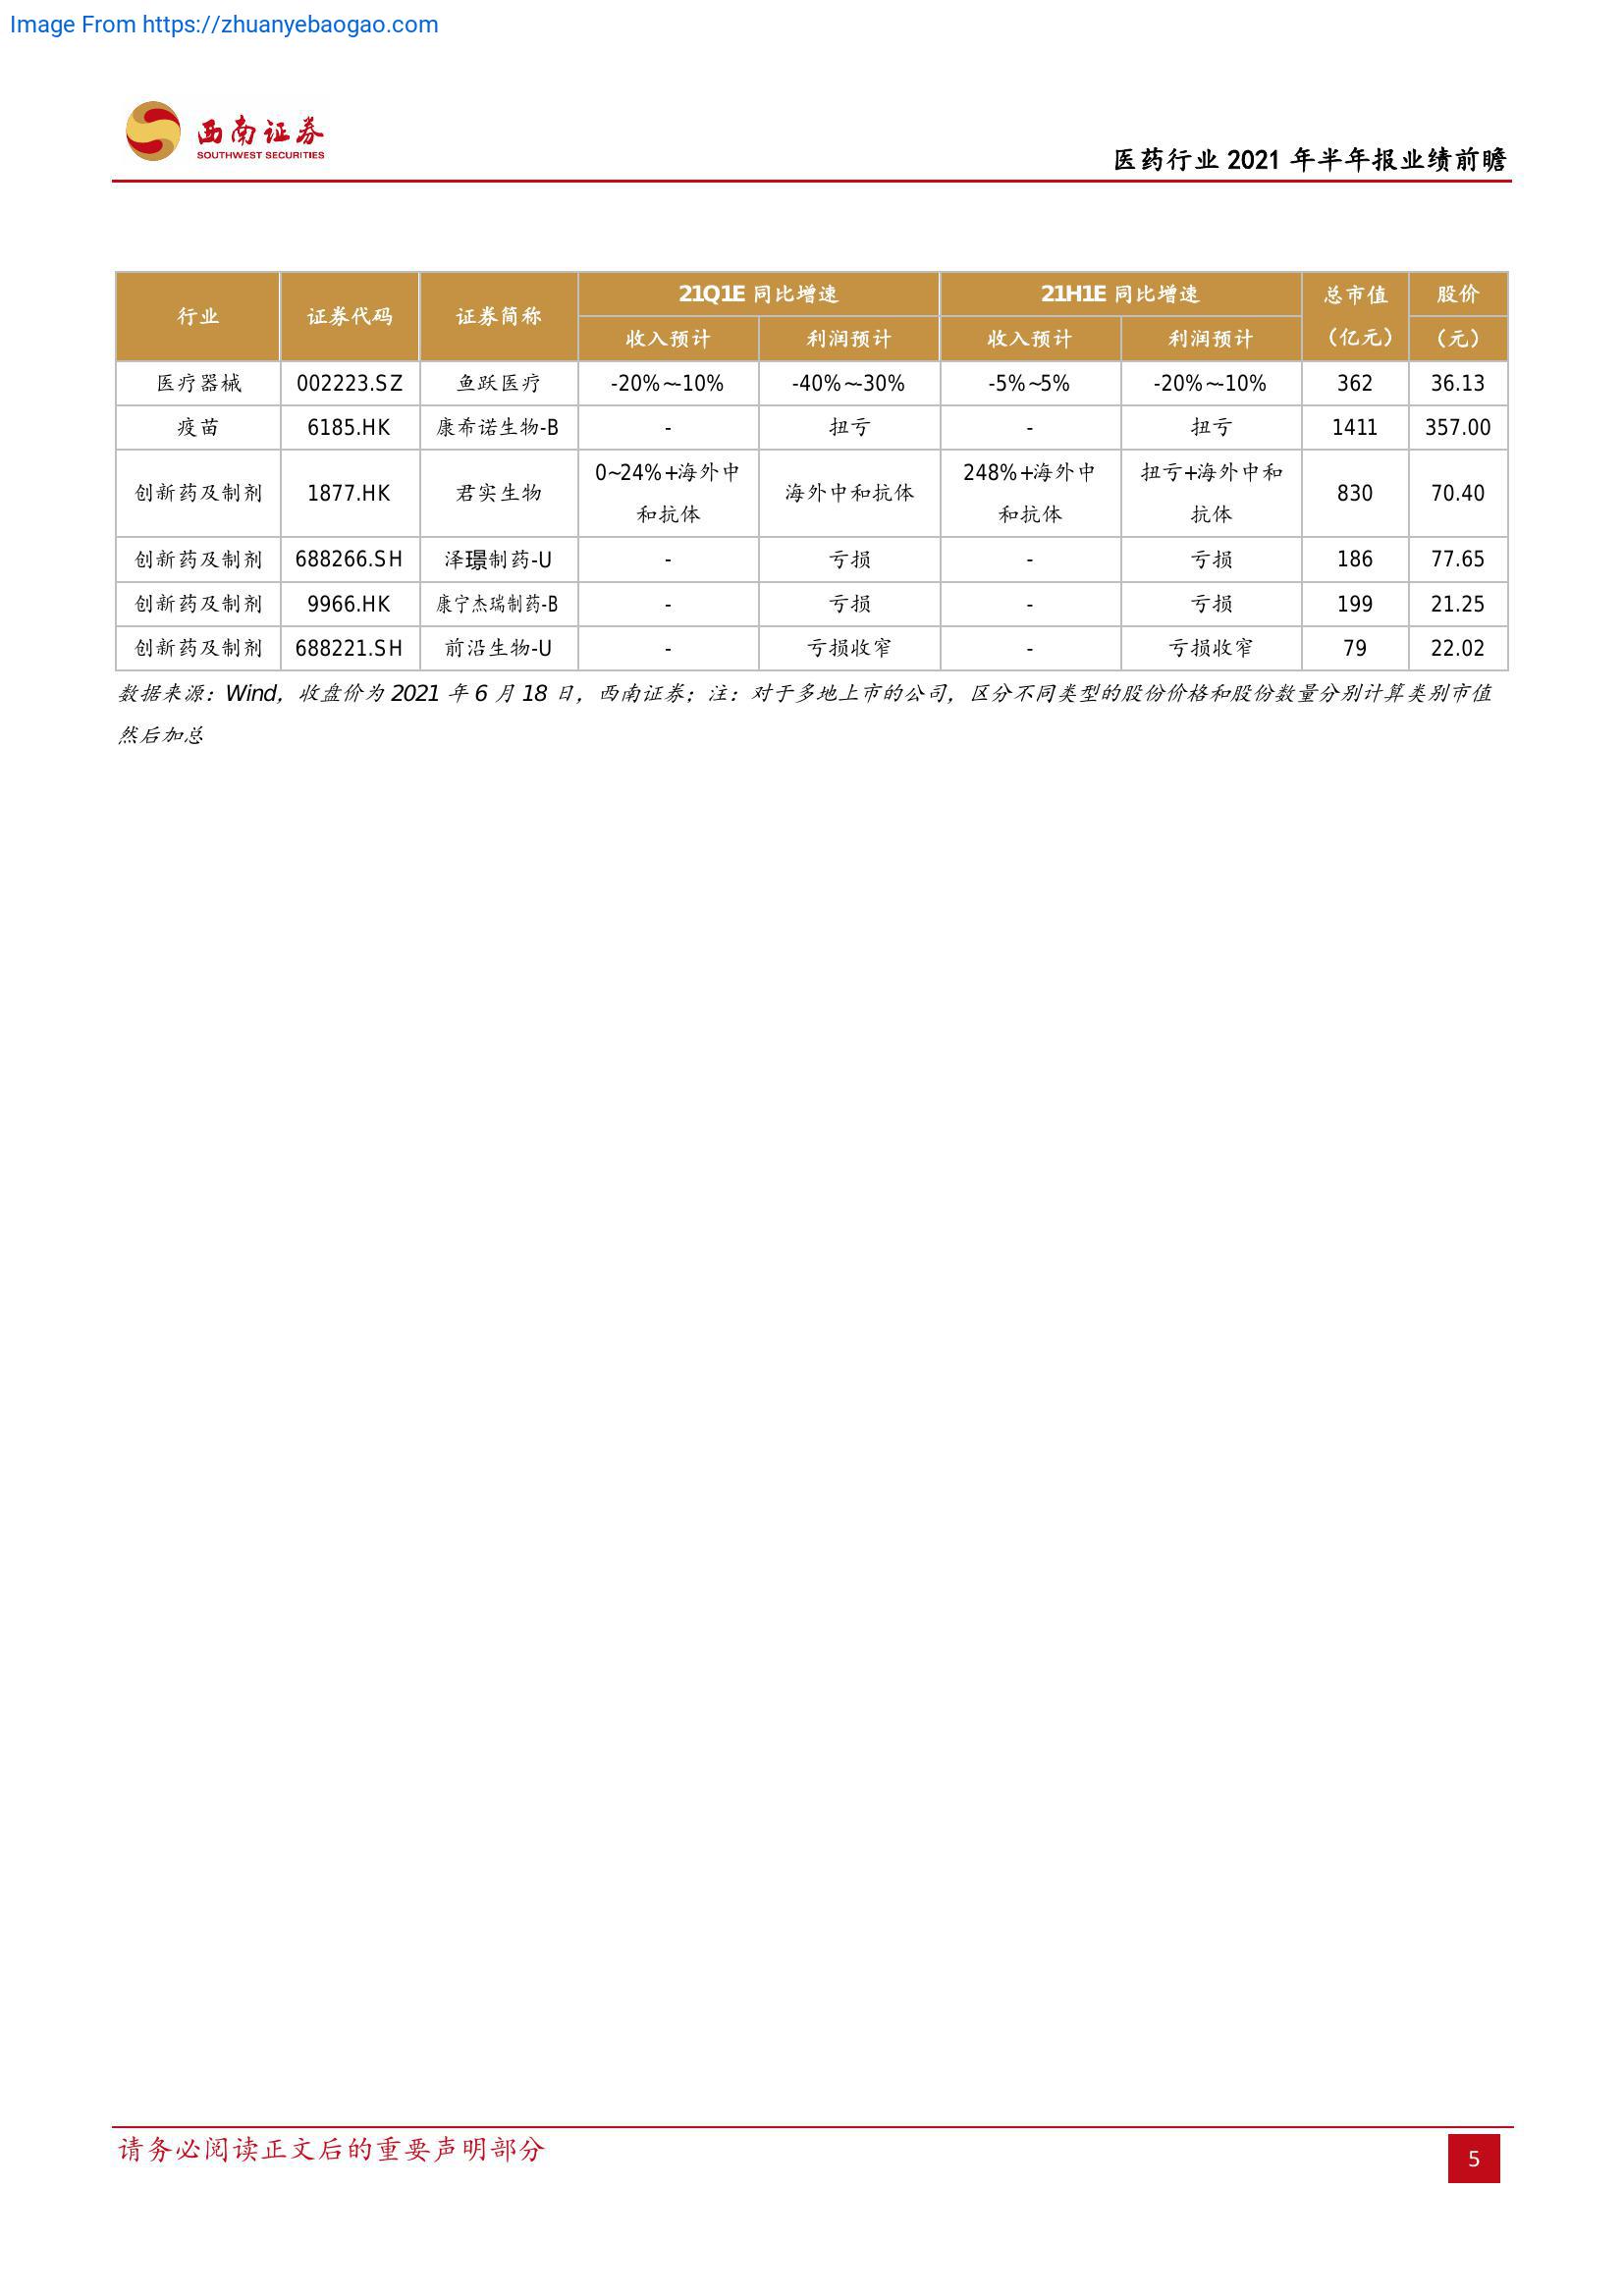 Image From https://zhuanyebaogao.com
西南证券
SOUTHWEST SECURITIES
医药行业 2021 年半年报业绩前瞻
行业 证券代码 证券简称 21Q1E 同比增速 21H1E 同比增速 总市值（亿元） 股价（元）
收入预计 利润预计 收入预计 利润预计
医疗器械 002223.SZ 鱼跃医疗 -20%~-10% -40%~-30% -5%~5% -20%~-10% 362 36.13
疫苗 6185.HK 康希诺生物-B - 扭亏 - 扭亏 1411 357.00
创新药及制剂 1877.HK 君实生物 0~24%+海外中和抗体 海外中和抗体 248%+海外中和抗体 扭亏+海外中和抗体 830 70.40
创新药及制剂 688266.SH 泽璟制药-U - 亏损 - 亏损 186 77.65
创新药及制剂 9966.HK 康宁杰瑞制药-B - 亏损 - 亏损 199 21.25
创新药及制剂 688221.SH 前沿生物-U - 亏损收窄 - 亏损收窄 79 22.02
数据来源：Wind，收盘价为 2021 年 6 月 18 日，西南证券；注：对于多地上市的公司，区分不同类型的股份价格和股份数量分别计算类别市值
然后加总
请务必阅读正文后的重要声明部分
5